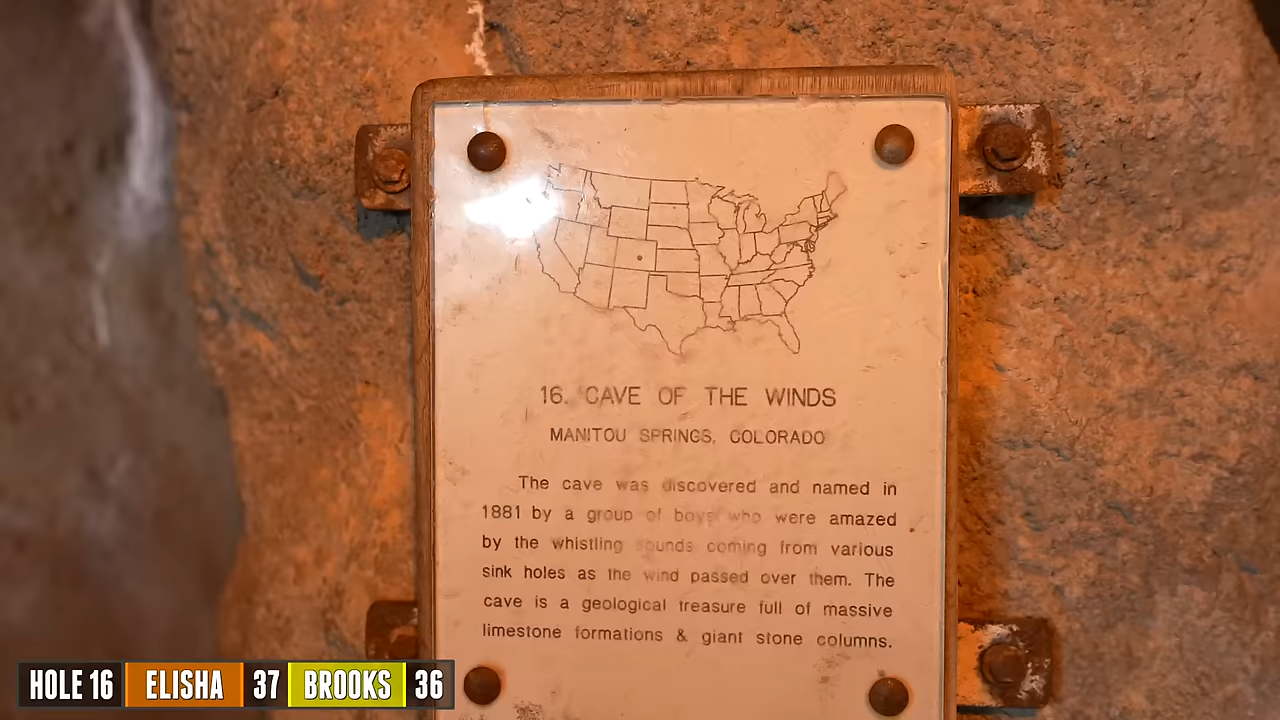 16. CAVE OF THE WINDS
MANITOU SPRINGS, COLORADO
The cave was discovered and named in
1881 by a group of boys who were amazed
by the whistling sounds coming from various
sink holes as the wind passed over them. The
cave is a geological treasure full of massive
limestone formations & giant stone columns.
HOLE 16 ELISHA 37 BROOKS 36